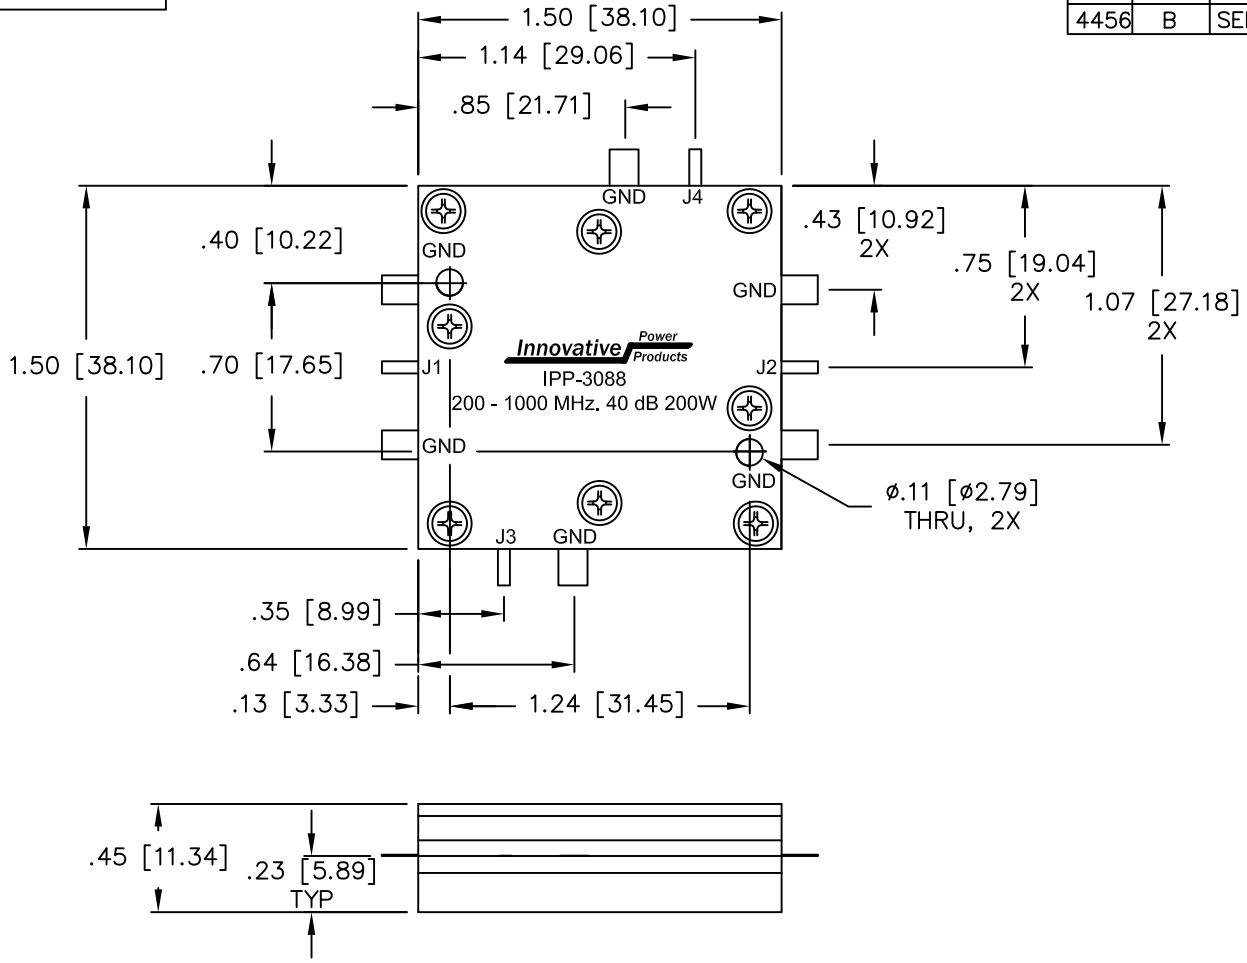 1.50 [38.10]
4456 B
1.14 [29.06]
.85 [21.71]
GND J4
.40 [10.22]
GND
.43 [10.92]
2X
.75 [19.04]
2X
GND
1.07 [27.18]
2X
Innovative Power Products
1.50 [38.10]
.70 [17.65]
J1
J2
IPP-3088
200 - 1000 MHz. 40 dB 200W
GND
GND
ø.11 [ø2.79]
THRU, 2X
J3 GND
.35 [8.99]
.64 [16.38]
.13 [3.33]
1.24 [31.45]
.45 [11.34]
.23 [5.89]
TYP